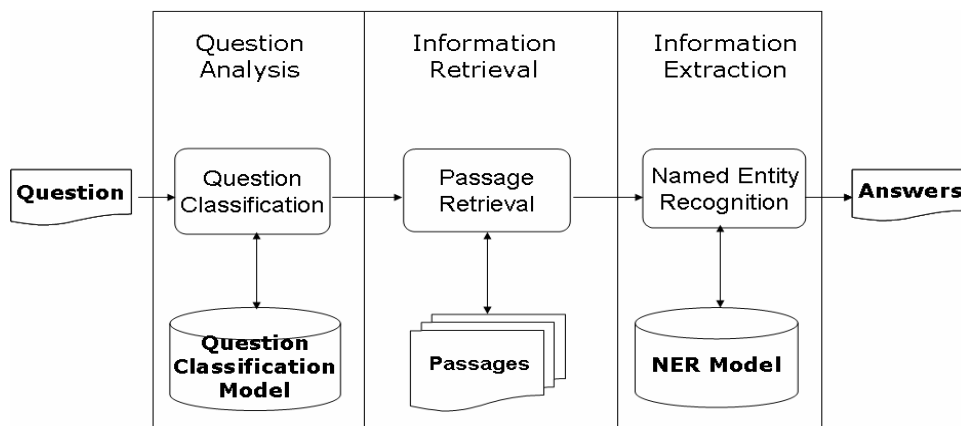 Question
Analysis
Information
Retrieval
Information
Extraction
Question
Question
Classification
Passage
Retrieval
Named Entity
Recognition
Answers
Question
Classification
Model
Passages
NER Model